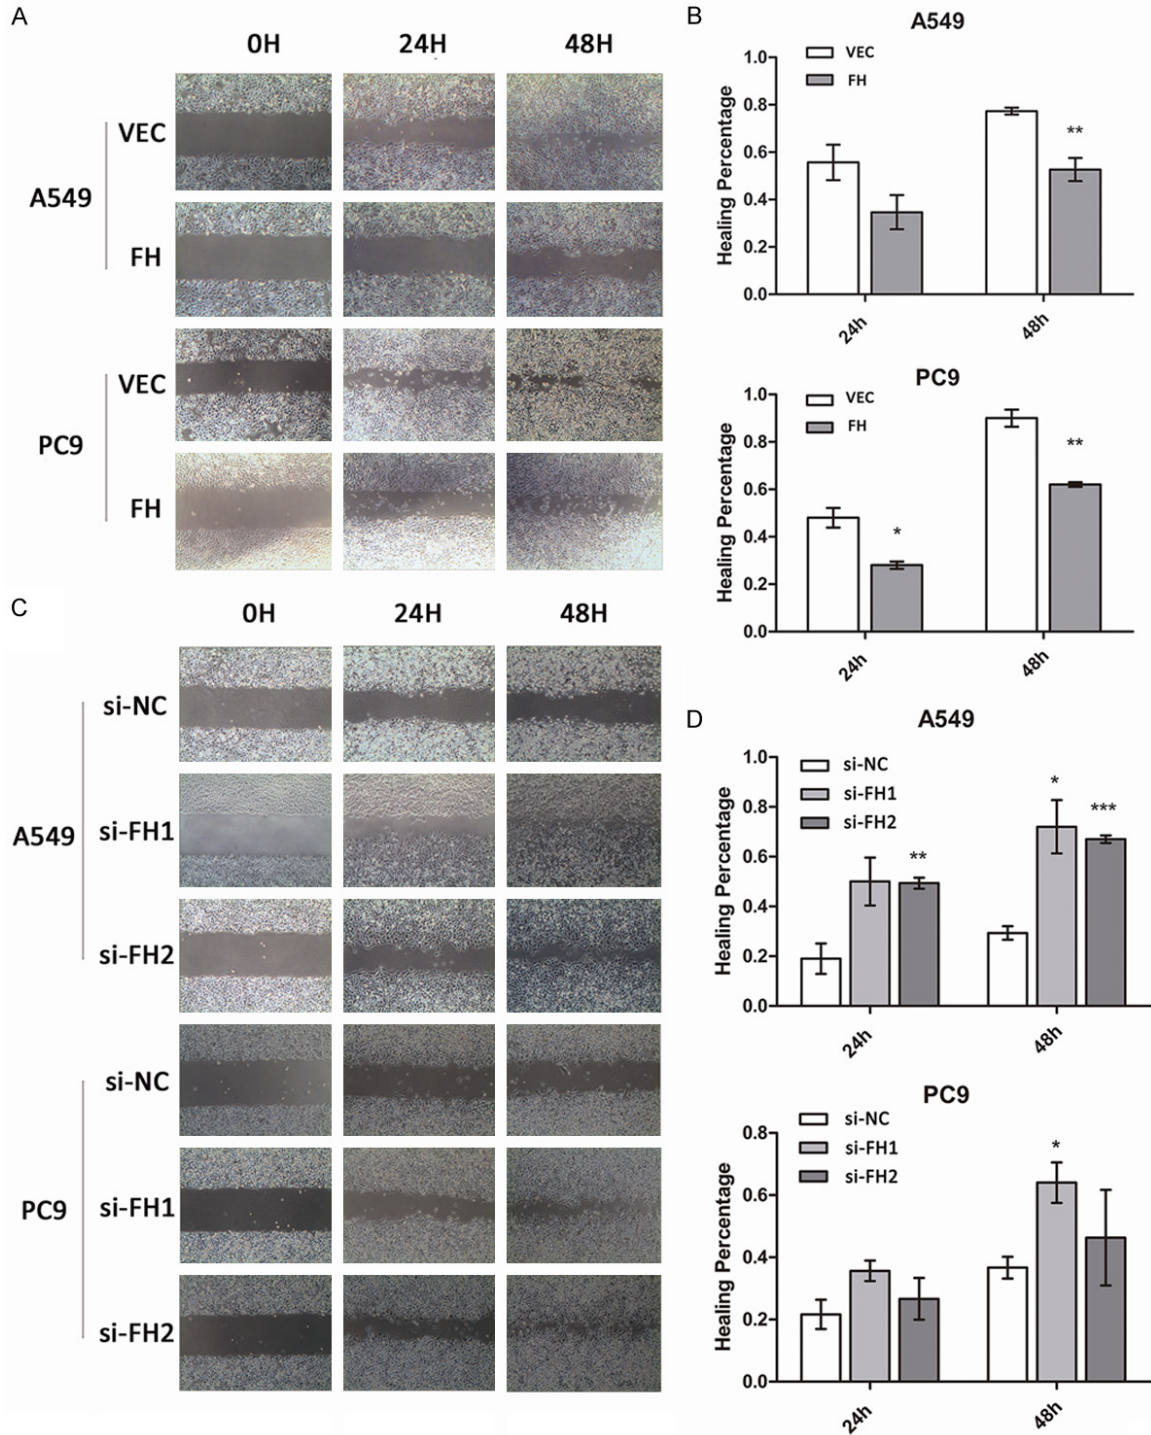 A
0H 24H 48H
A549
VEC
FH
PC9
VEC
FH
B
A549
VEC
FH
Healing Percentage
1.0
0.8
0.6
0.4
0.2
0.0
**
24h 48h
PC9
VEC
FH
Healing Percentage
1.0
0.8
0.6
0.4
0.2
0.0
*
**
24h 48h
C
0H 24H 48H
A549
si-NC
si-FH1
si-FH2
PC9
si-NC
si-FH1
si-FH2
D
A549
si-NC
si-FH1
si-FH2
Healing Percentage
1.0
0.8
0.6
0.4
0.2
0.0
**
*
***
24h 48h
PC9
si-NC
si-FH1
si-FH2
Healing Percentage
0.8
0.6
0.4
0.2
0.0
*
24h 48h